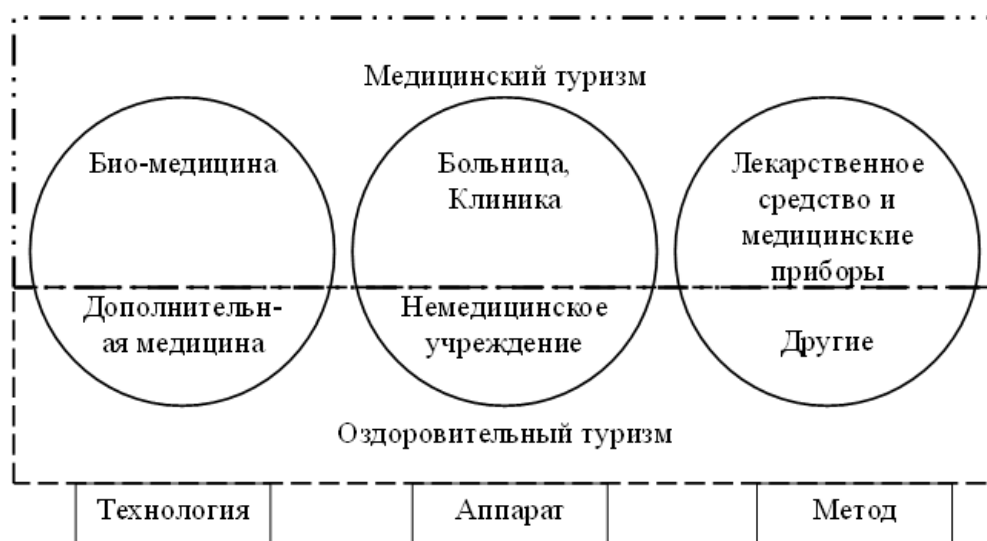 Медицинский туризм
Био-медицина
Больница,
Клиника
Лекарственное
средство и
медицинские
приборы
Дополнительн-
ая медицина
Немедицинское
учреждение
Другие
Оздоровительный туризм
Технология
Аппарат
Метод